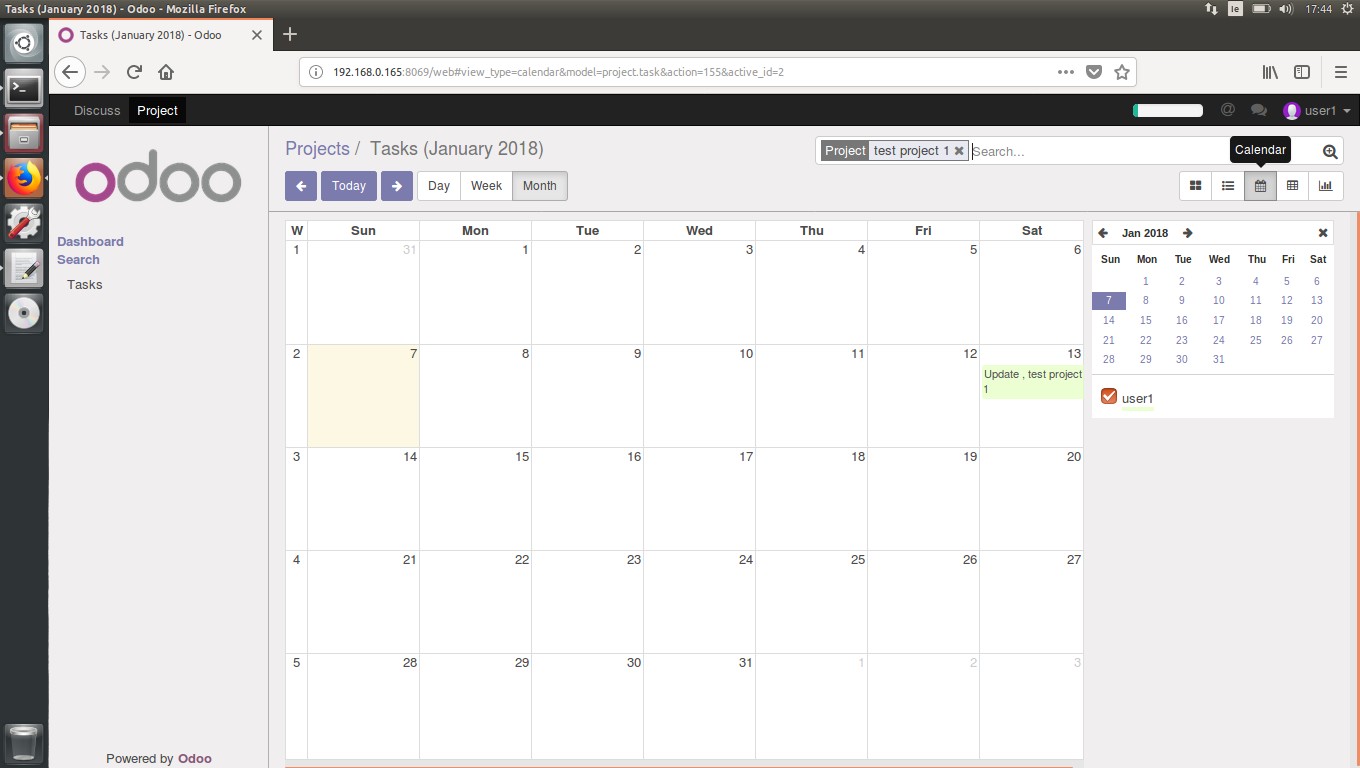 Tasks (January 2018) - Odoo - Mozilla Firefox
Ie
17:44
Tasks (January 2018) - Odoo
192.168.0.165:8069/web#view_type=calendar&model=project.task&action=155&active_id=2
Discuss Project
@
user1
odoo
Dashboard
Search
Tasks
Powered by Odoo
Projects / Tasks (January 2018)
Project test project 1 Search...
Calendar
Today Day Week Month
W Sun Mon Tue Wed Thu Fri Sat
1 31 1 2 3 4 5 6
2 7 8 9 10 11 12 13
Update , test project
1
3 14 15 16 17 18 19 20
4 21 22 23 24 25 26 27
5 28 29 30 31 1 2 3
Jan 2018
Sun Mon Tue Wed Thu Fri Sat
1 2 3 4 5 6
7 8 9 10 11 12 13
14 15 16 17 18 19 20
21 22 23 24 25 26 27
28 29 30 31
user1